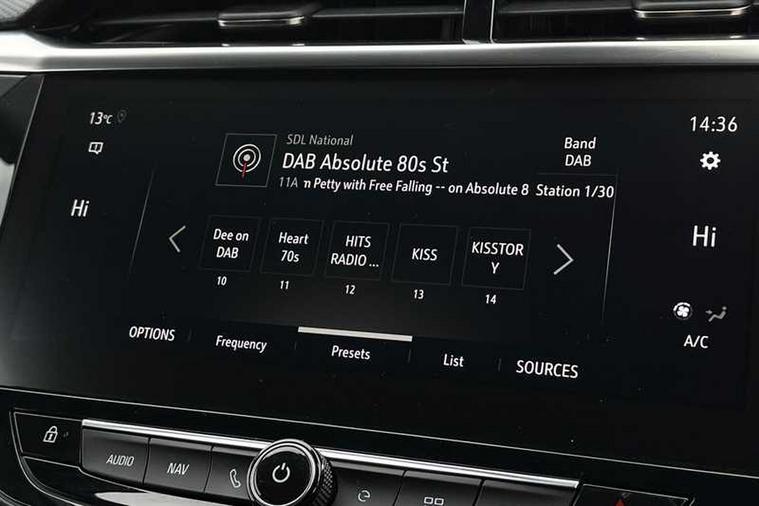 13°C
14:36
SDL National
DAB Absolute 80s St
11A n Petty with Free Falling -- on Absolute 8
Band
DAB
Station 1/30
Hi
Hi
Dee on
DAB
10
Heart
70s
11
HITS
RADIO ...
12
KISS
13
KISSTOR
Y
14
A/C
OPTIONS
Frequency
Presets
List
SOURCES
AUDIO
NAV